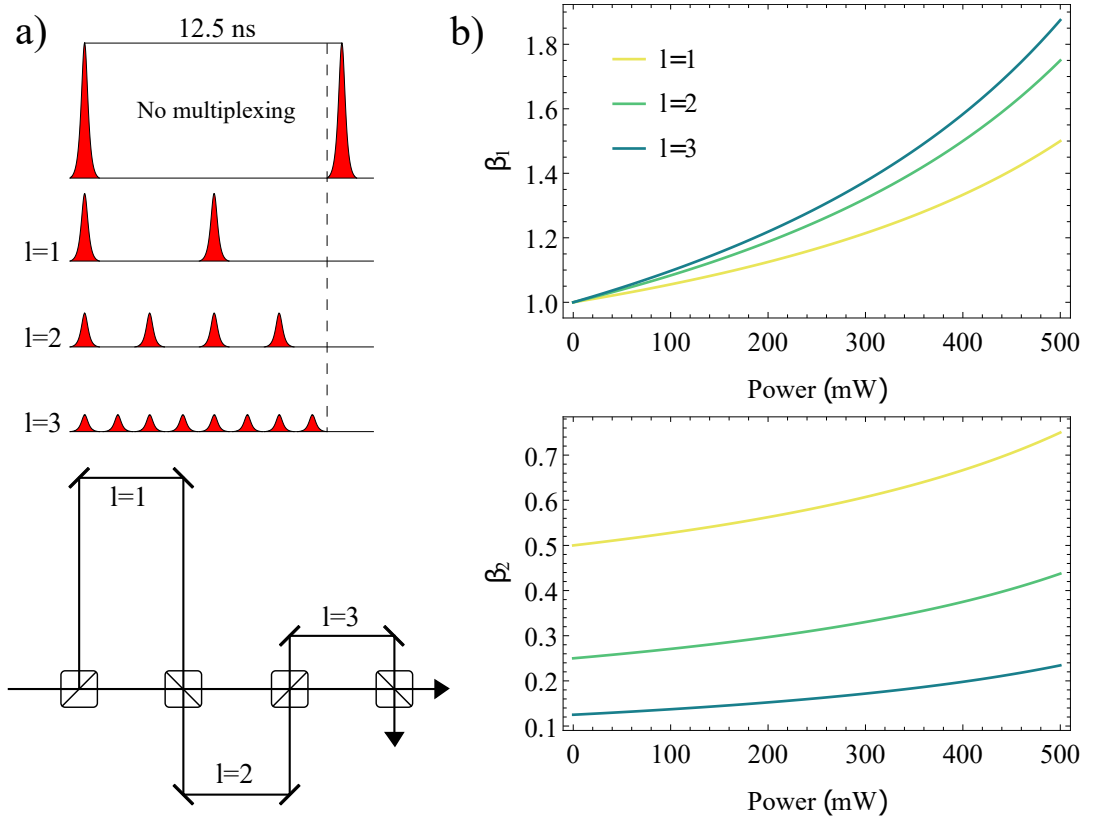 a)
12.5 ns
No multiplexing
l=1
l=2
l=3
l=1
l=3
l=2
b)
1.8
1.6
1.4
1.2
1.0
β1
l=1
l=2
l=3
0 100 200 300 400 500
Power (mW)
0.7
0.6
0.5
0.4
0.3
0.2
0.1
β2
0 100 200 300 400 500
Power (mW)